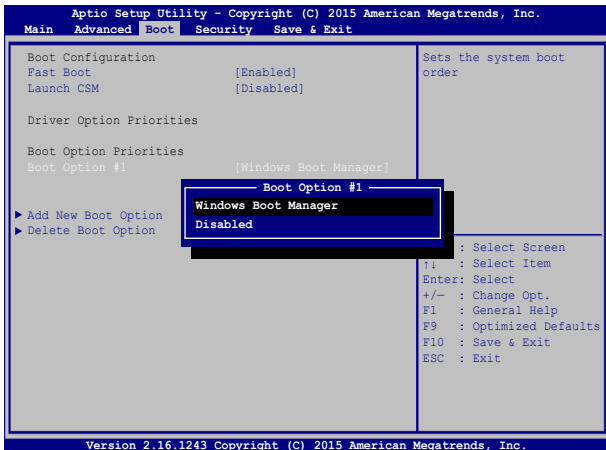 Aptio Setup Utility - Copyright (C) 2015 American Megatrends, Inc.
Main Advanced Boot Security Save & Exit
Boot Configuration
Fast Boot [Enabled]
Launch CSM [Disabled]
Driver Option Priorities
Boot Option Priorities
Boot Option #1 [Windows Boot Manager]
Add New Boot Option
Delete Boot Option
Boot Option #1
Windows Boot Manager
Disabled
Sets the system boot
order
: Select Screen
↑↓ : Select Item
Enter: Select
+/— : Change Opt.
F1 : General Help
F9 : Optimized Defaults
F10 : Save & Exit
ESC : Exit
Version 2.16.1243 Copyright (C) 2015 American Megatrends, Inc.